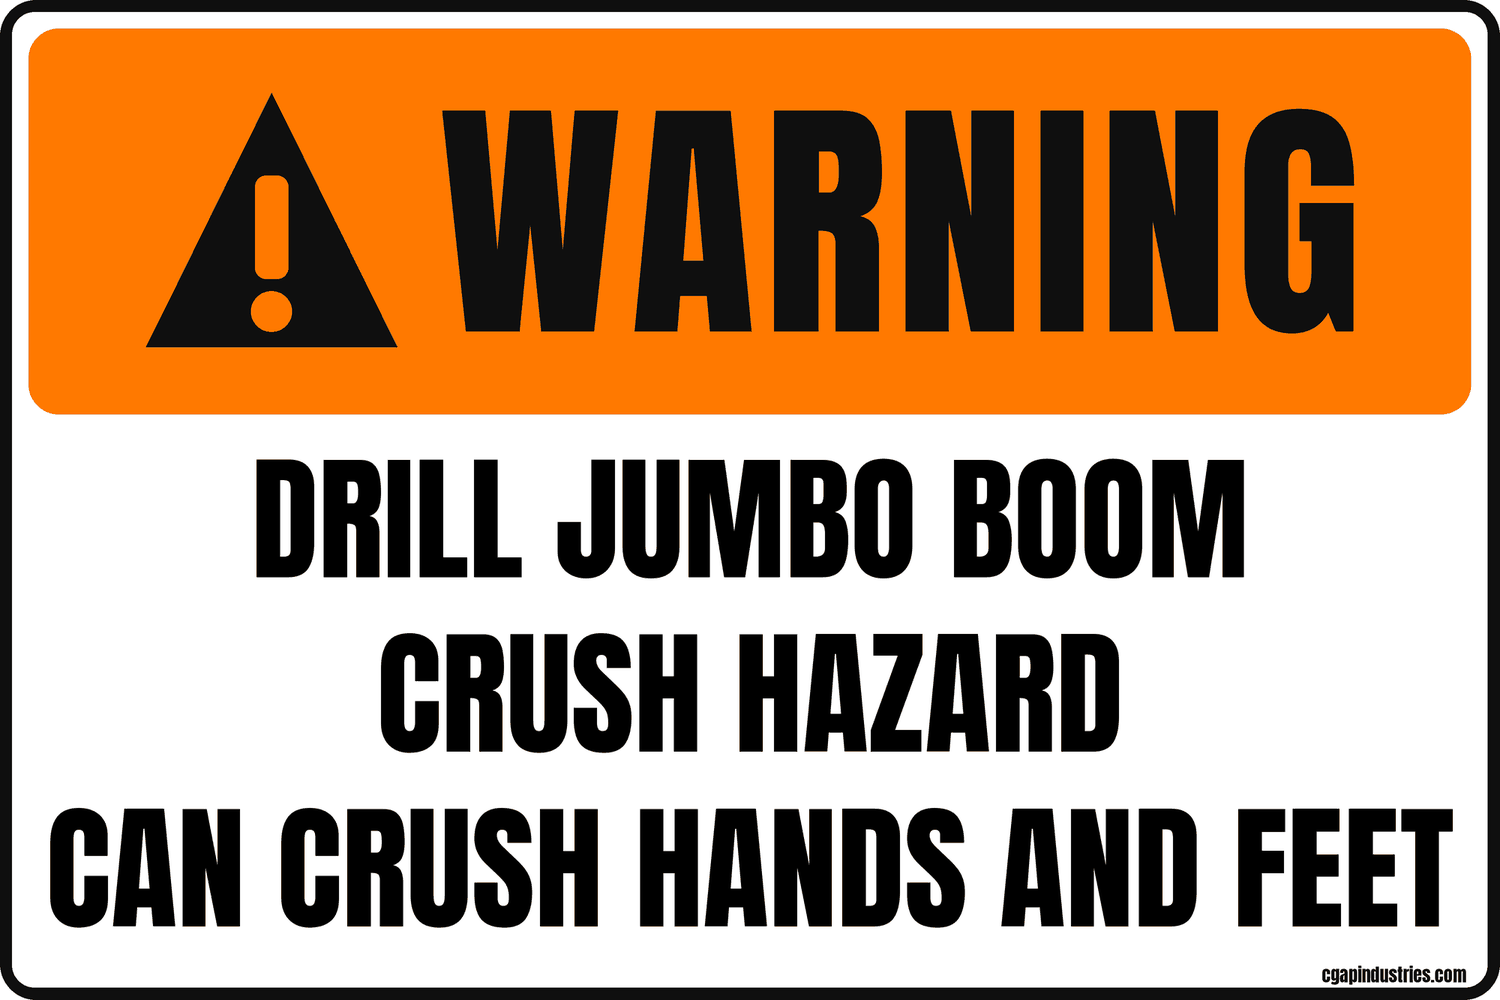 WARNING
DRILL JUMBO BOOM
CRUSH HAZARD
CAN CRUSH HANDS AND FEET
cgapindustries.com